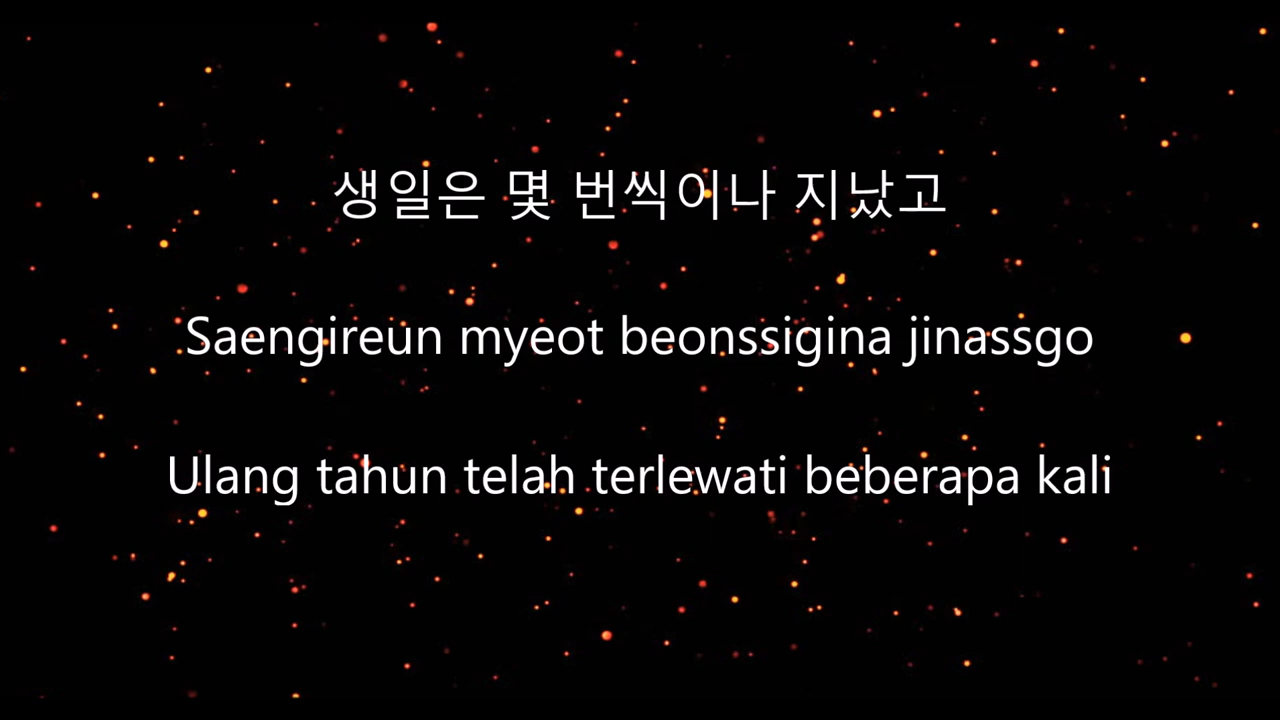 생일은 몇 번씩이나 지났고
Saengireun myeot beonssigina jinassgo
Ulang tahun telah terlewati beberapa kali